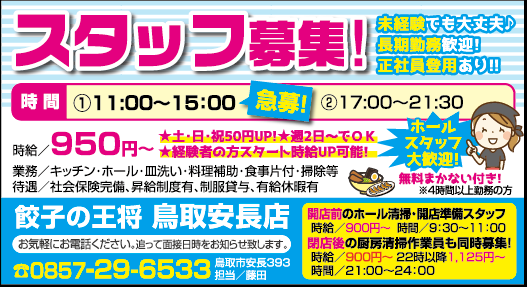 スタッフ募集!
未経験でも大丈夫♪
長期勤務歓迎!
正社員登用あり!!
時間 ①11:00〜15:00 急募! ②17:00〜21:30
時給/950円〜
★土・日・祝50円UP!★週2日〜でOK
★経験者の方スタート時給UP可能!
ホール
スタッフ
大歓迎!
業務/キッチン・ホール・皿洗い・料理補助・食事片付・掃除等
待遇/社会保険完備、昇給制度有、制服貸与、有給休暇有
無料まかない付き!
※4時間以上勤務の方
餃子の王将 鳥取安長店
お気軽にお電話ください。追って面接日時をお知らせ致します。
☎0857-29-6533
鳥取市安長393
担当/藤田
開店前のホール清掃・開店準備スタッフ
時給/900円〜 時間/9:30〜11:00
閉店後の厨房清掃作業員も同時募集!
時給/900円〜 22時以降1,125円〜
時間/21:00〜24:00